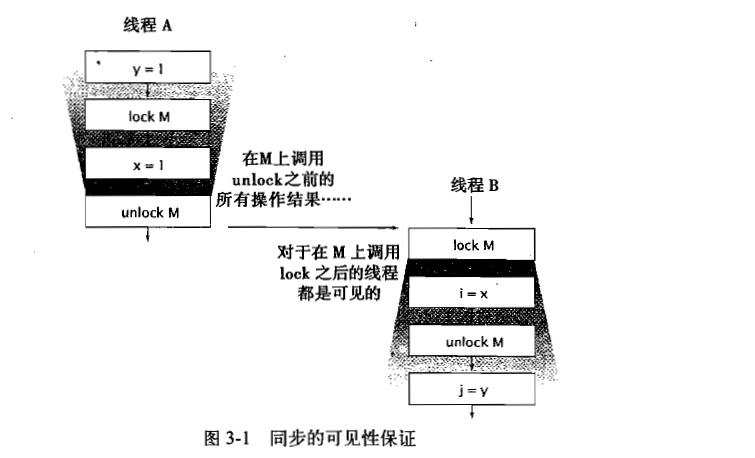 线程 A
y = 1
lock M
x = 1
unlock M
在M上调用
unlock之前的
所有操作结果……
对于在 M 上调用
lock 之后的线程
都是可见的
线程 B
lock M
i = x
unlock M
j = y
图 3-1 同步的可见性保证